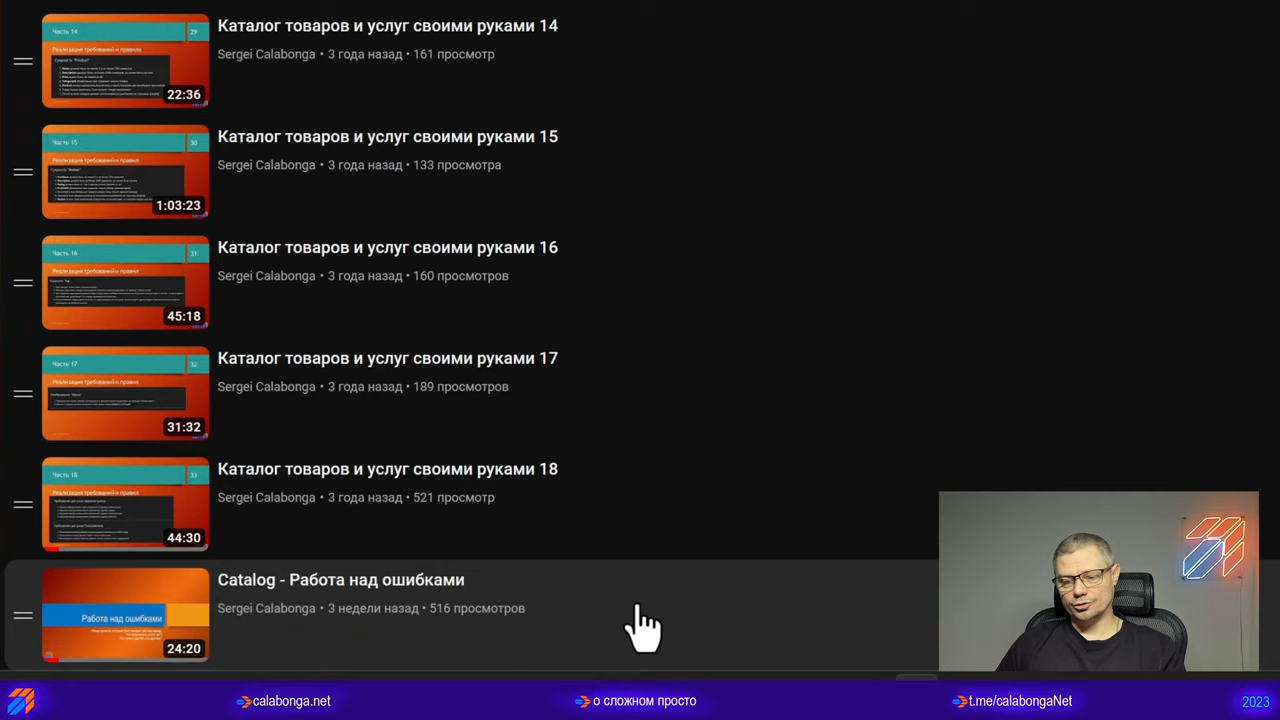 Часть 14
29
Реализация требований и правила
Сущность "Product"
22:36
Каталог товаров и услуг своими руками 14
Sergei Calabonga • 3 года назад • 161 просмотр
Часть 15
30
Реализация требований и правил
1:03:23
Каталог товаров и услуг своими руками 15
Sergei Calabonga • 3 года назад • 133 просмотра
Часть 16
31
Реализация требований и правил
45:18
Каталог товаров и услуг своими руками 16
Sergei Calabonga • 3 года назад • 160 просмотров
Часть 17
32
Реализация требований и правил
31:32
Каталог товаров и услуг своими руками 17
Sergei Calabonga • 3 года назад • 189 просмотров
Часть 18
33
Реализация требований и правил
44:30
Каталог товаров и услуг своими руками 18
Sergei Calabonga • 3 года назад • 521 просмотр
Работа над ошибками
24:20
Catalog - Работа над ошибками
Sergei Calabonga • 3 недели назад • 516 просмотров
calabonga.net
о сложном просто
t.me/calabongaNet
2023